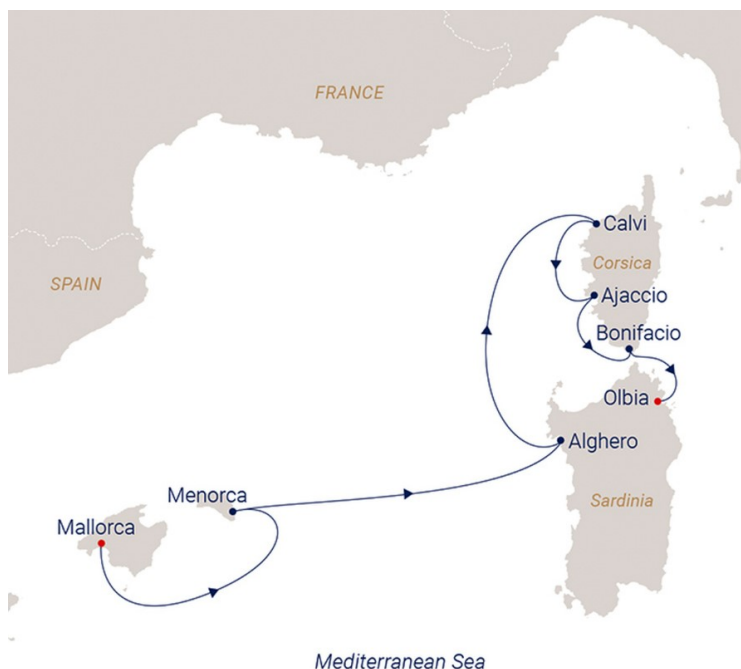 FRANCE
Calvi
Corsica
SPAIN
Ajaccio
Bonifacio
Olbia
Alghero
Menorca
Sardinia
Mallorca
Mediterranean Sea